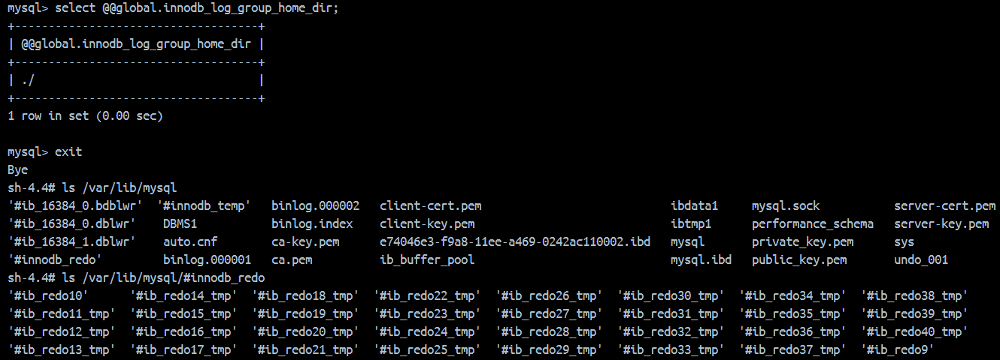 mysql> select @@global.innodb_log_group_home_dir;
+------------------------------------+
| @@global.innodb_log_group_home_dir |
+------------------------------------+
| ./                                 |
+------------------------------------+
1 row in set (0.00 sec)

mysql> exit
Bye
sh-4.4# ls /var/lib/mysql
'#ib_16384_0.bdblwr'  '#innodb_temp'   binlog.000002   client-cert.pem                            ibdata1     mysql.sock           server-cert.pem
'#ib_16384_0.dblwr'   DBMS1           binlog.index    client-key.pem                             ibtmp1      performance_schema   server-key.pem
'#ib_16384_1.dblwr'   auto.cnf        ca-key.pem      e74046e3-f9a8-11ee-a469-0242ac110002.ibd   mysql       private_key.pem      sys
'#innodb_redo'        binlog.000001   ca.pem          ib_buffer_pool                             mysql.ibd   public_key.pem       undo_001
sh-4.4# ls /var/lib/mysql/#innodb_redo
'#ib_redo10'      '#ib_redo14_tmp'  '#ib_redo18_tmp'  '#ib_redo22_tmp'  '#ib_redo26_tmp'  '#ib_redo30_tmp'  '#ib_redo34_tmp'  '#ib_redo38_tmp'
'#ib_redo11_tmp'  '#ib_redo15_tmp'  '#ib_redo19_tmp'  '#ib_redo23_tmp'  '#ib_redo27_tmp'  '#ib_redo31_tmp'  '#ib_redo35_tmp'  '#ib_redo39_tmp'
'#ib_redo12_tmp'  '#ib_redo16_tmp'  '#ib_redo20_tmp'  '#ib_redo24_tmp'  '#ib_redo28_tmp'  '#ib_redo32_tmp'  '#ib_redo36_tmp'  '#ib_redo40_tmp'
'#ib_redo13_tmp'  '#ib_redo17_tmp'  '#ib_redo21_tmp'  '#ib_redo25_tmp'  '#ib_redo29_tmp'  '#ib_redo33_tmp'  '#ib_redo37_tmp'  '#ib_redo9'